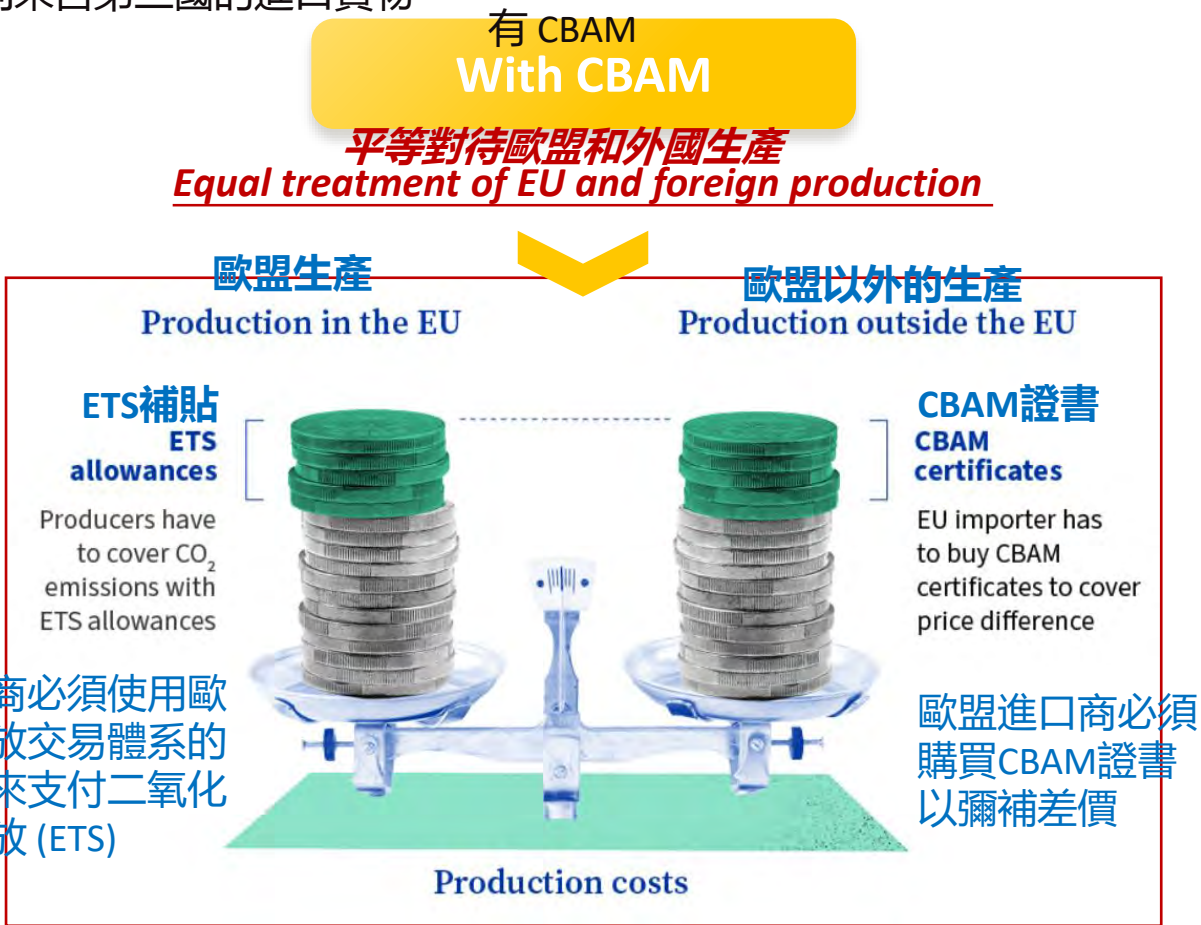 有 CBAM
With CBAM
平等對待歐盟和外國生產
Equal treatment of EU and foreign production
歐盟生產
Production in the EU
歐盟以外的生產
Production outside the EU
ETS補貼
ETS
allowances
Producers have
to cover CO₂
emissions with
ETS allowances
商必須使用歐
放交易體系的
來支付二氧化
放 (ETS)
CBAM證書
CBAM
certificates
EU importer has
to buy CBAM
certificates to cover
price difference
歐盟進口商必須
購買CBAM證書
以彌補差價
Production costs